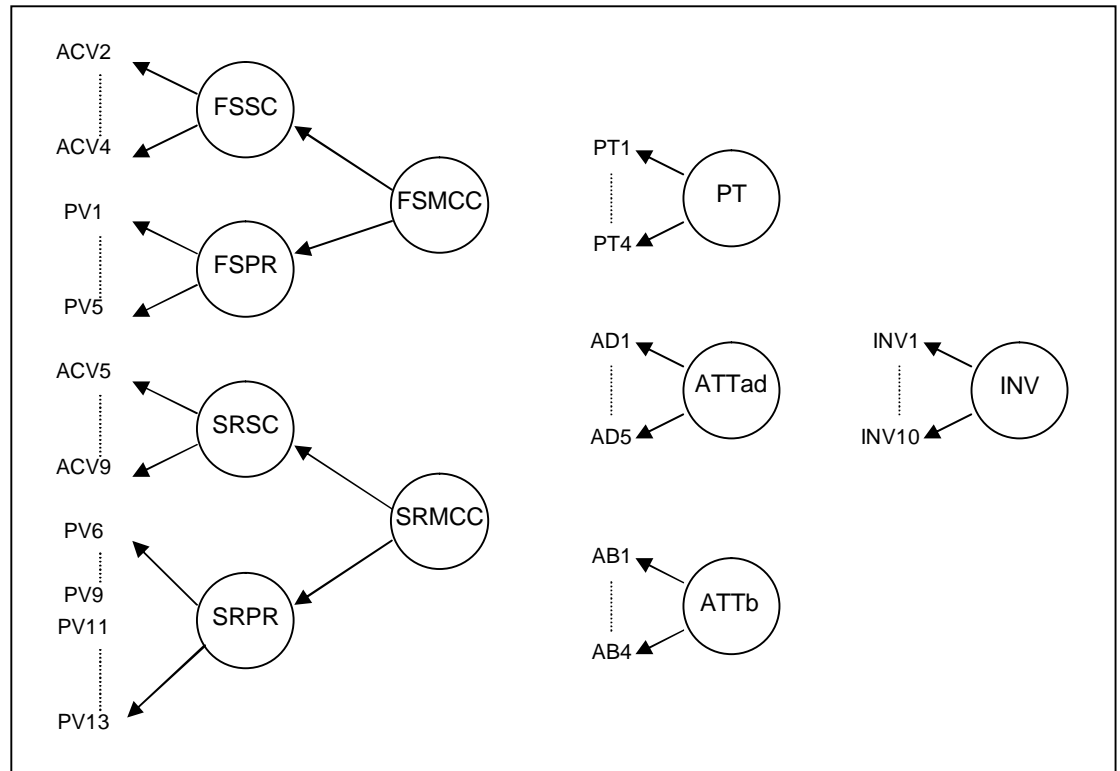 ACV2
FSSC
ACV4
FSMCC
PV1
FSPR
PV5
ACV5
SRSC
ACV9
SRMCC
PV6
PV9
SRPR
PV11
PV13
PT1
PT
PT4
AD1
ATTad
AD5
INV1
INV
INV10
AB1
ATTb
AB4